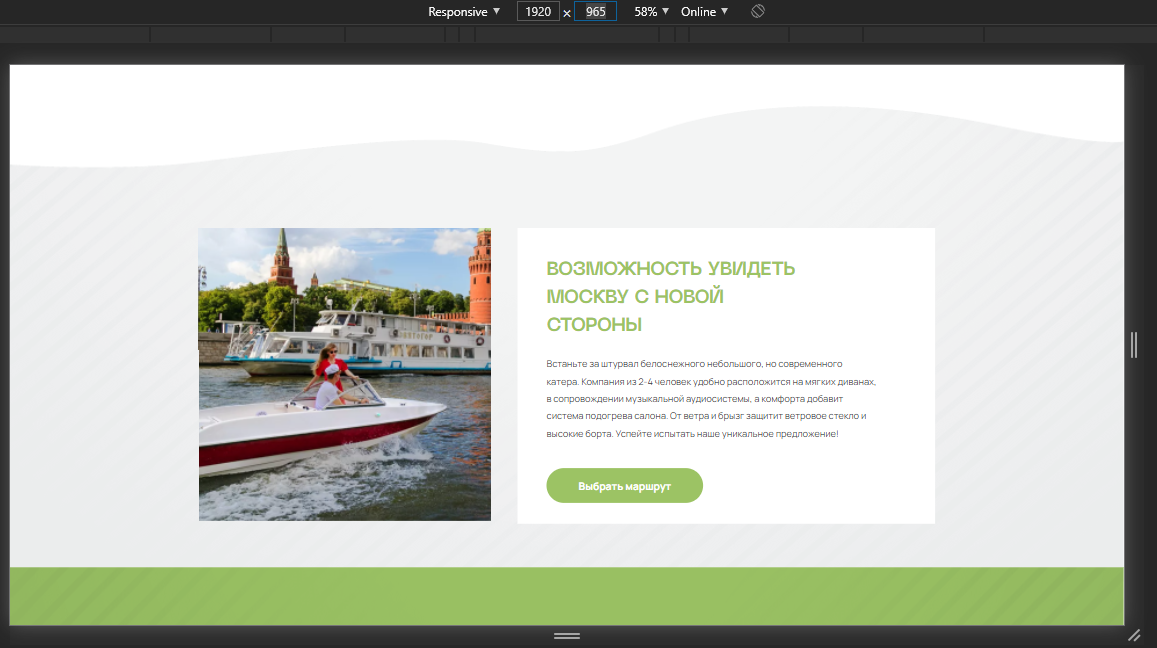 Responsive ▼ 1920 × 965 58% ▼ Online ▼
ВОЗМОЖНОСТЬ УВИДЕТЬ
МОСКВУ С НОВОЙ
СТОРОНЫ
Встаньте за штурвал белоснежного небольшого, но современного
катера. Компания из 2-4 человек удобно расположится на мягких диванах,
в сопровождении музыкальной аудиосистемы, а комфорта добавит
система подогрева салона. От ветра и брызг защитит ветровое стекло и
высокие борта. Успейте испытать наше уникальное предложение!
Выбрать маршрут